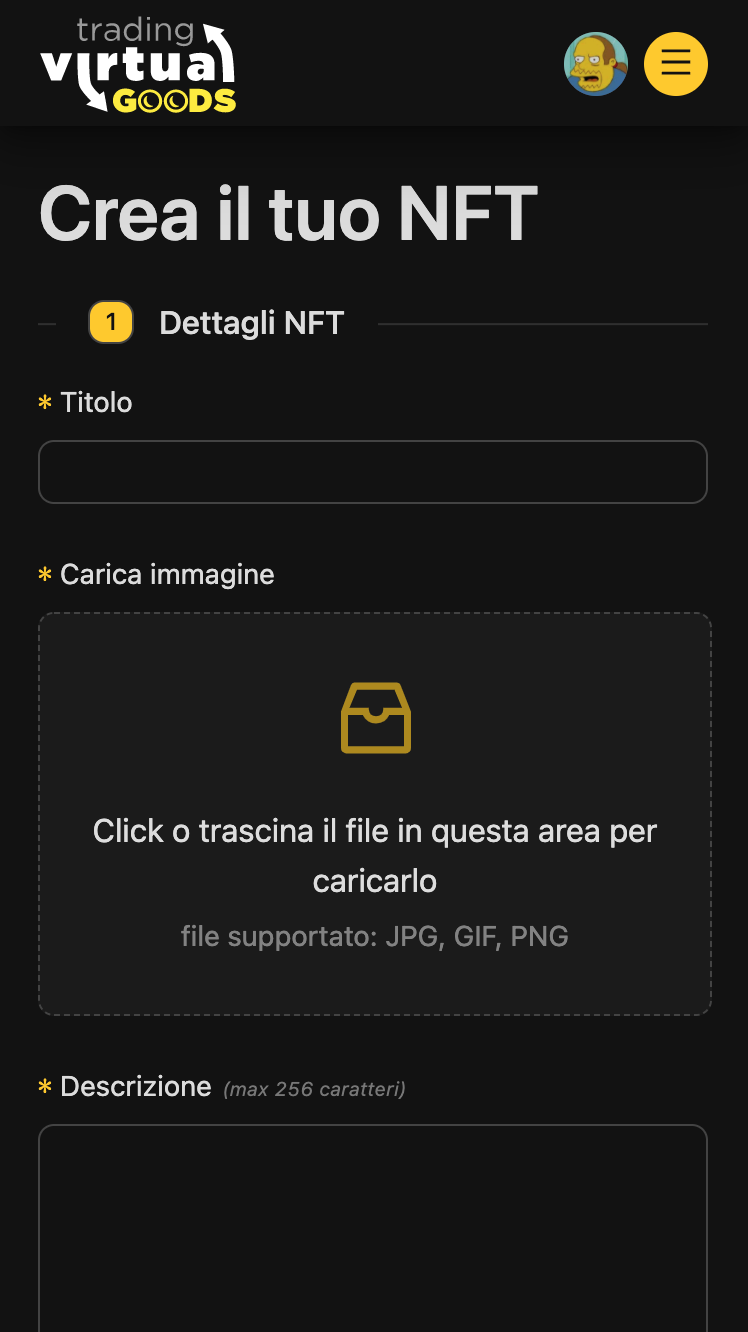 trading
virtual
GOODS
Crea il tuo NFT
1 Dettagli NFT
* Titolo
* Carica immagine
Click o trascina il file in questa area per
caricarlo
file supportato: JPG, GIF, PNG
* Descrizione (max 256 caratteri)